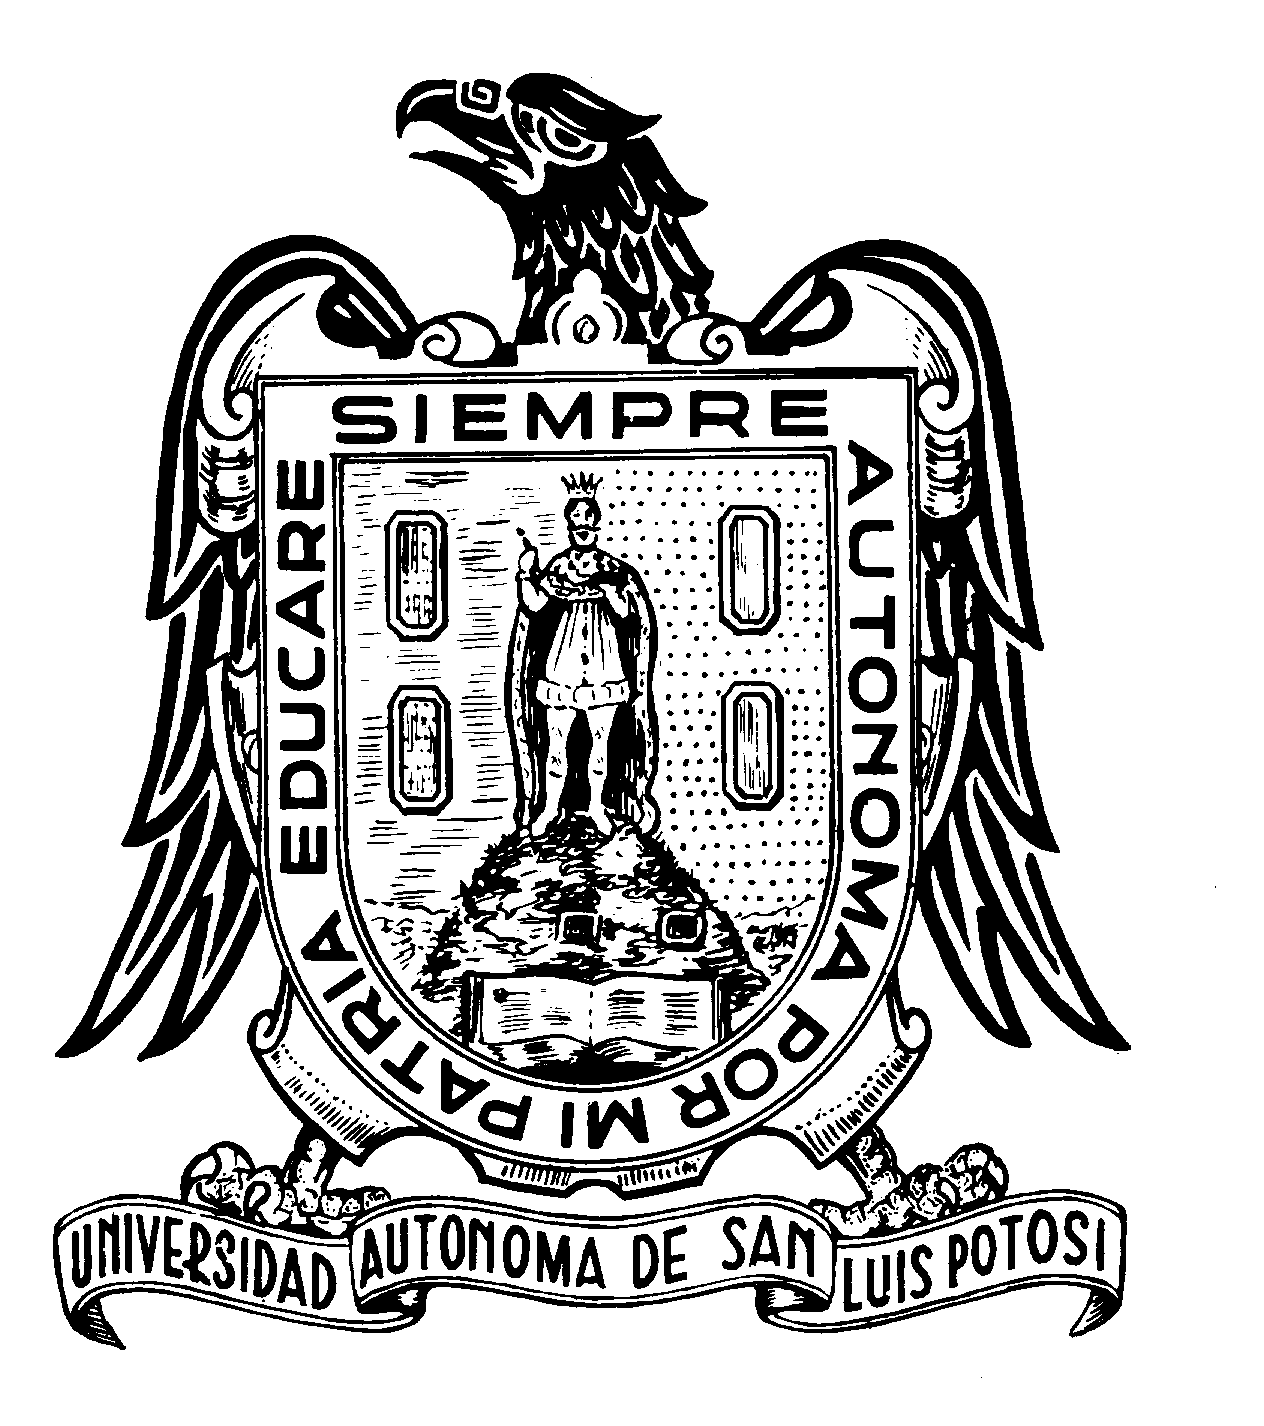 SIEMPRE AUTONOMA POR MI PATRIA EDUCARE
UNIVERSIDAD AUTONOMA DE SAN LUIS POTOSI